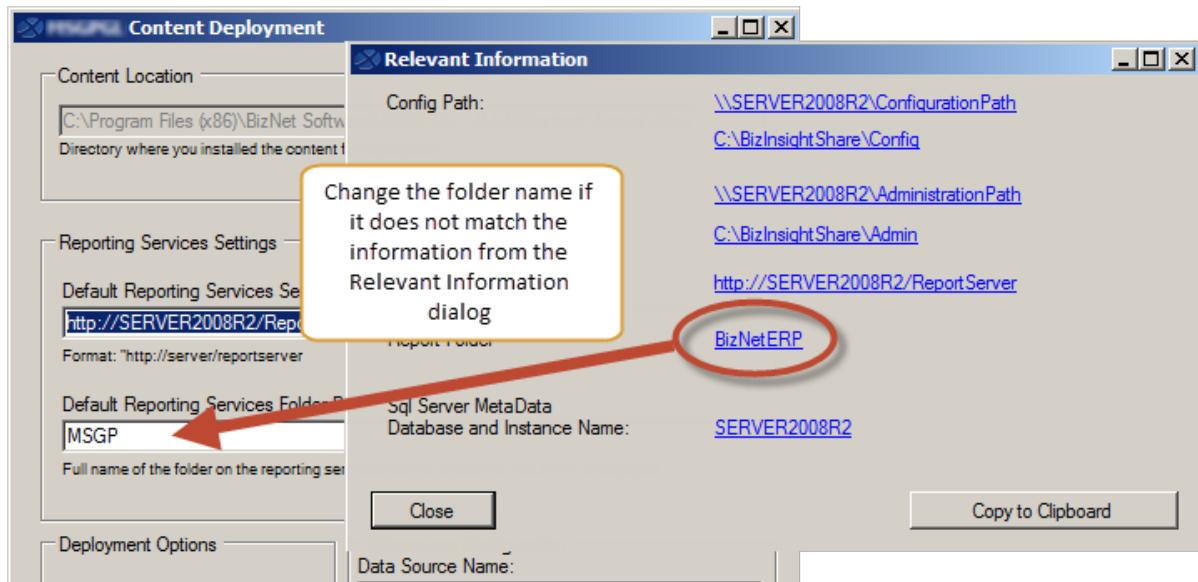 Content Deployment
Relevant Information
Content Location
C:\Program Files (x86)\BizNet Softw
Directory where you installed the content f
Config Path:
\\SERVER2008R2\ConfigurationPath
C:\BizInsightShare\Config
\\SERVER2008R2\AdministrationPath
C:\BizInsightShare\Admin
http://SERVER2008R2/ReportServer
Change the folder name if
it does not match the
information from the
Relevant Information
dialog
Reporting Services Settings
Default Reporting Services Se
http://SERVER2008R2/Repo
Format: "http://server/reportserver
Report Folder
BizNetERP
Default Reporting Services Folder
MSGP
Full name of the folder on the reporting ser
Sql Server MetaData
Database and Instance Name:
SERVER2008R2
Close
Copy to Clipboard
Deployment Options
Data Source Name: